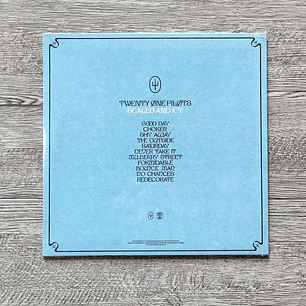 TWENTY ØNE PILØTS
SCALED AND ICY
GOOD DAY
CHOKER
SHY AWAY
THE OUTSIDE
SATURDAY
NEVER TAKE IT
MULBERRY STREET
FORMIDABLE
BOUNCE MAN
NO CHANCES
REDECORATE